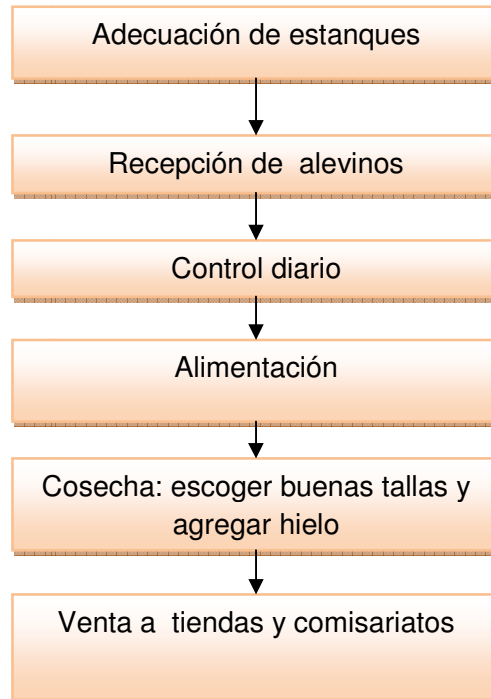 Adecuación de estanques
Recepción de alevinos
Control diario
Alimentación
Cosecha: escoger buenas tallas y
agregar hielo
Venta a tiendas y comisariatos